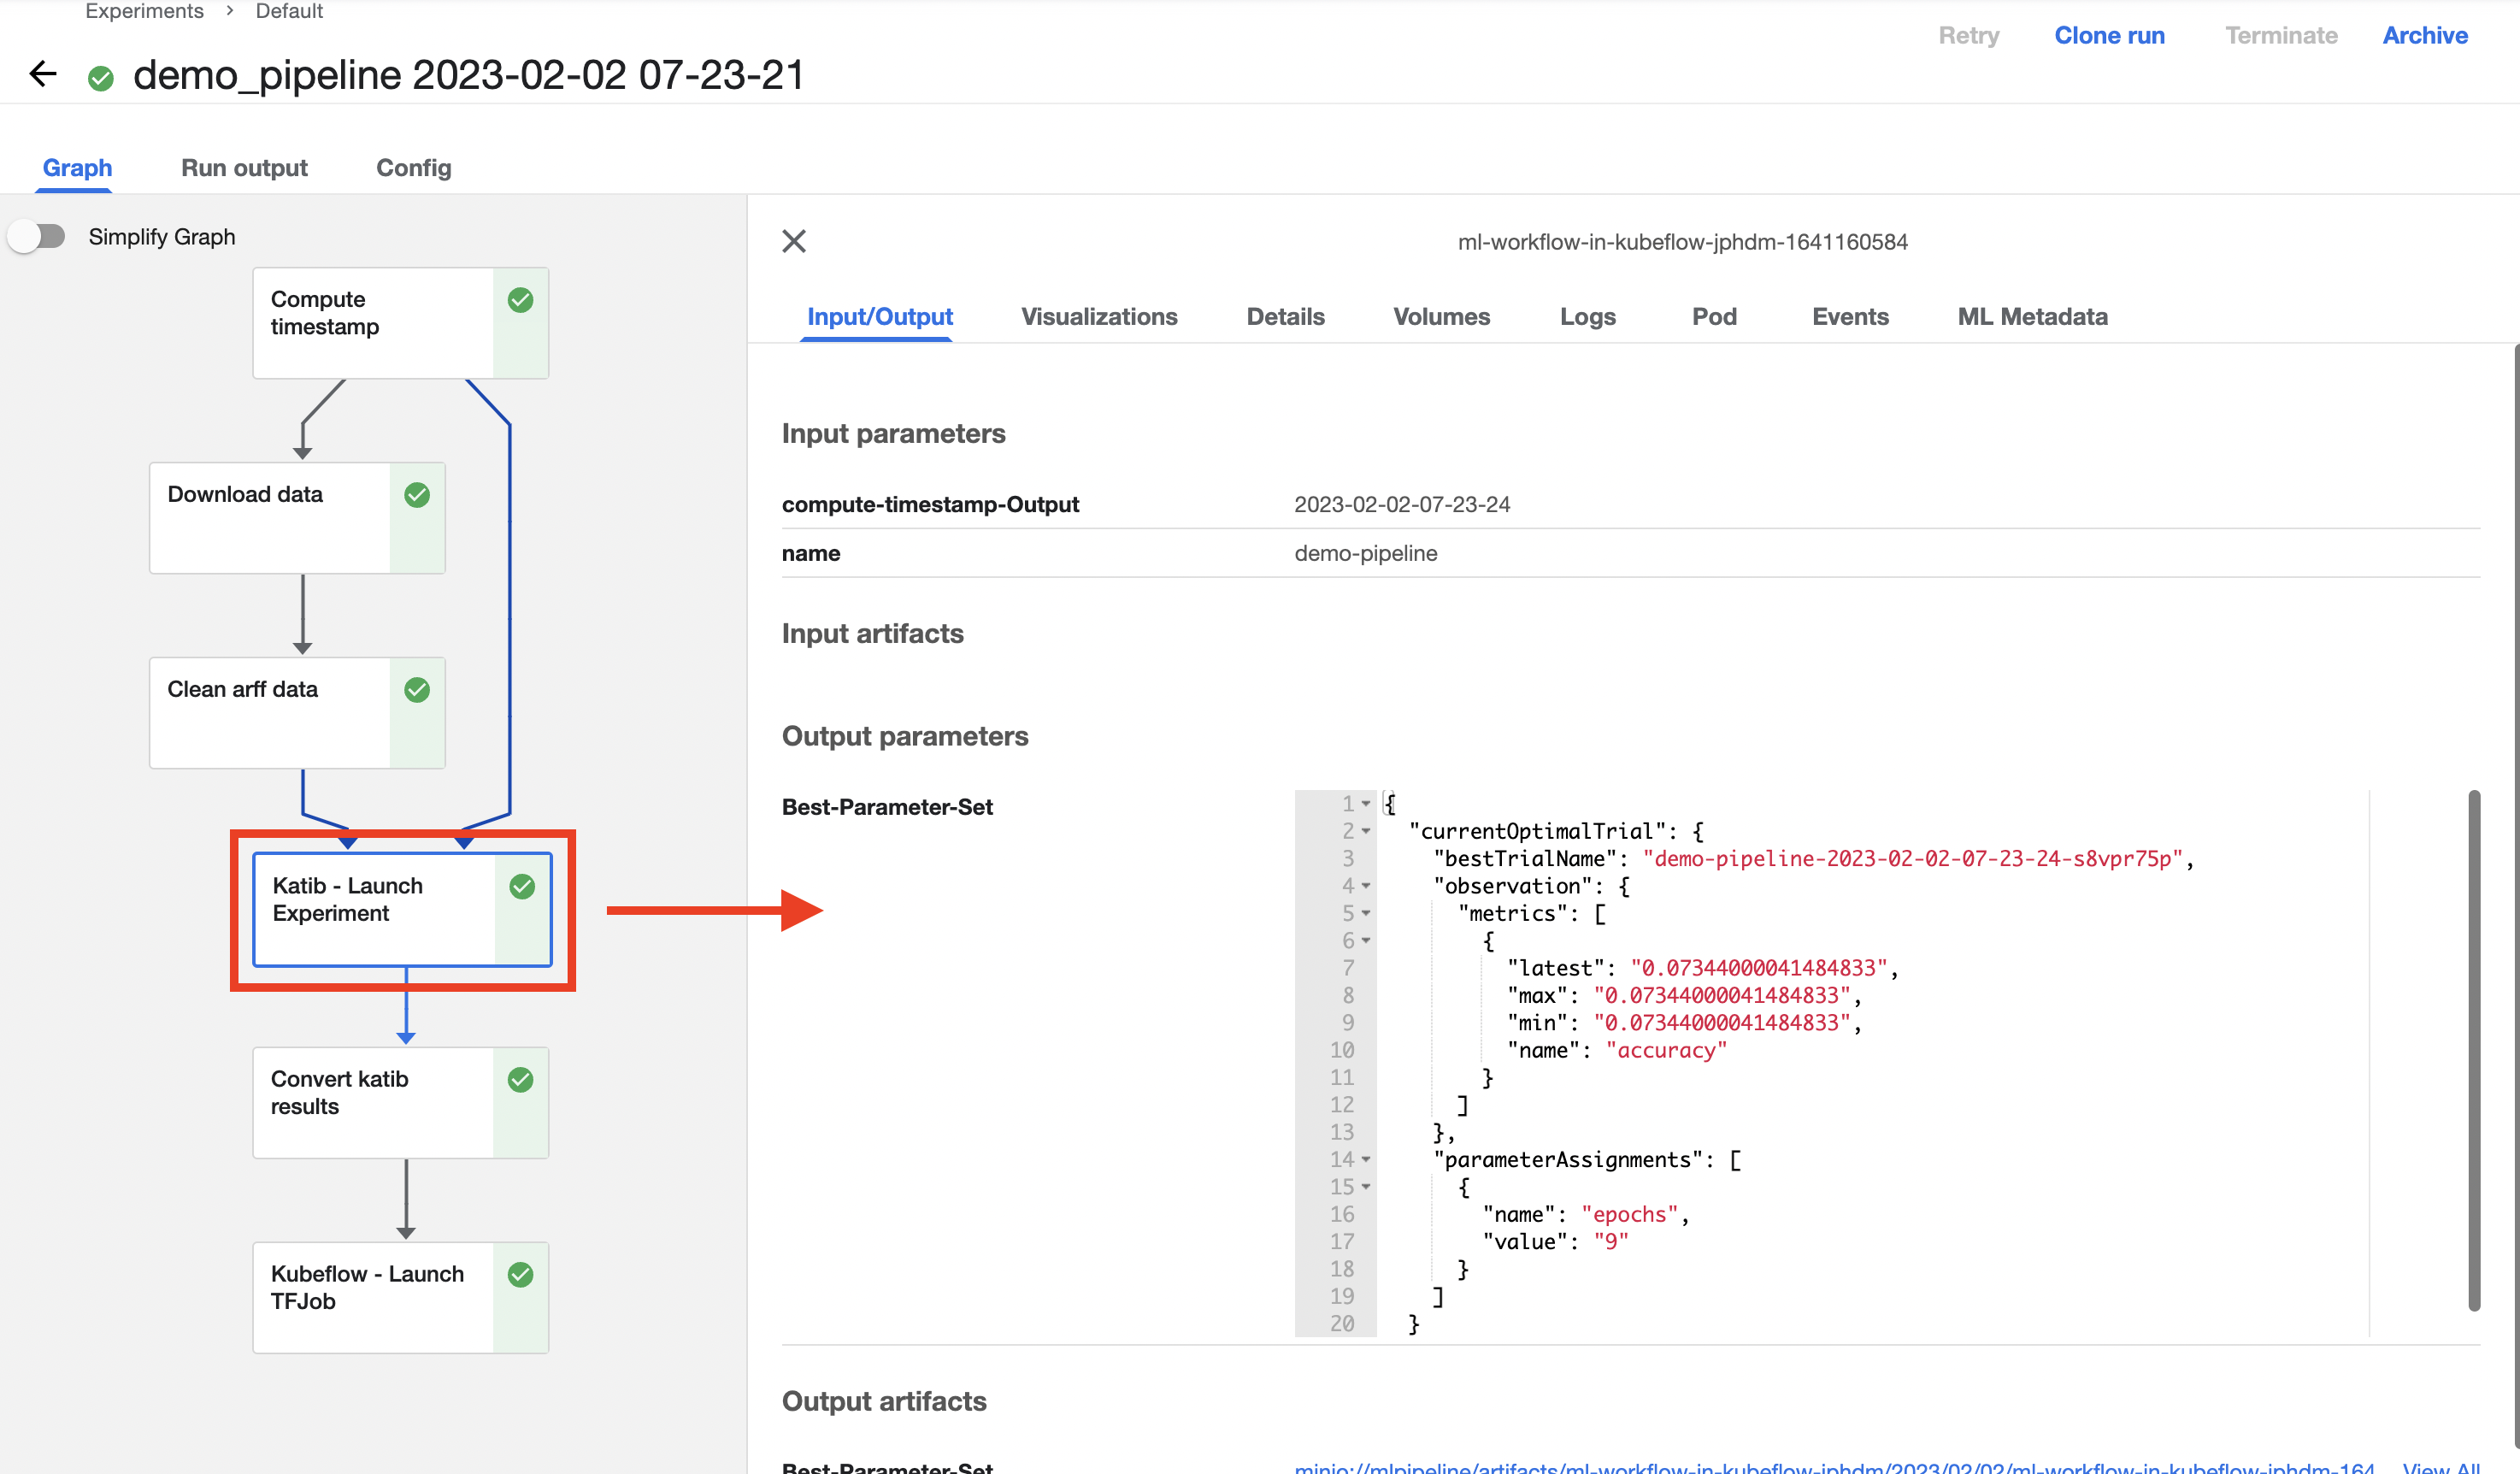 Experiments > Default
Retry Clone run Terminate Archive
demo_pipeline 2023-02-02 07-23-21
Graph Run output Config
Simplify Graph
Compute
timestamp
Download data
Clean arff data
Katib - Launch
Experiment
Convert katib
results
Kubeflow - Launch
TFJob
ml-workflow-in-kubeflow-jphdm-1641160584
Input/Output Visualizations Details Volumes Logs Pod Events ML Metadata
Input parameters
compute-timestamp-Output 2023-02-02-07-23-24
name demo-pipeline
Input artifacts
Output parameters
Best-Parameter-Set
1 {
2 "currentOptimalTrial": {
3 "bestTrialName": "demo-pipeline-2023-02-02-07-23-24-s8vpr75p",
4 "observation": {
5 "metrics": [
6 {
7 "latest": "0.07344000041484833",
8 "max": "0.07344000041484833",
9 "min": "0.07344000041484833",
10 "name": "accuracy"
11 }
12 ]
13 },
14 "parameterAssignments": [
15 {
16 "name": "epochs",
17 "value": "9"
18 }
19 ]
20 }
Output artifacts
Best-Parameter-Set minio://mlpipeline/artifacts/ml-workflow-in-kubeflow-jphdm/2023/02/02/ml-workflow-in-kubeflow-jphdm-164 View All